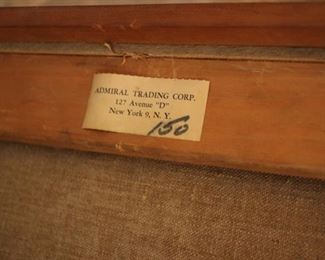 ADMIRAL TRADING CORP.
127 Avenue "D"
New York 9, N. Y.
150